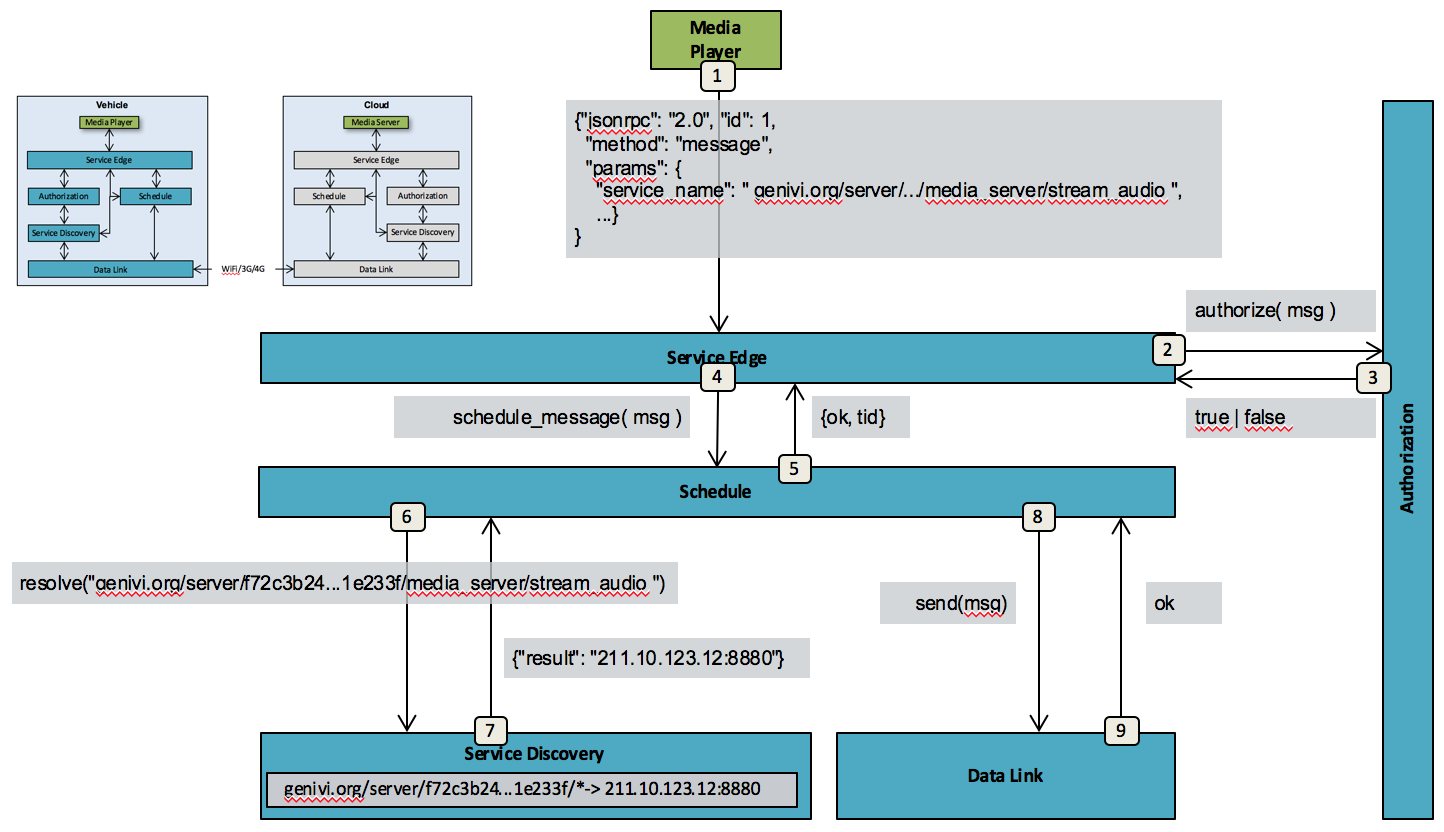 Media
Player
1
{"jsonrpc": "2.0", "id": 1,
"method": "message",
"params": {
"service_name": " genivi.org/server/.../media_server/stream_audio ",
...}
}
Vehicle
Media Player
Service Edge
Authorization
Schedule
Service Discovery
Data Link
WiFi/3G/4G
Cloud
Media Server
Service Edge
Schedule
Authorization
Service Discovery
Data Link
authorize( msg )
Service Edge
2
3
4
true | false
schedule_message( msg )
{ok, tid}
Authorization
5
Schedule
6
8
resolve("genivi.org/server/f72c3b24...1e233f/media_server/stream_audio ")
send(msg)
ok
{"result": "211.10.123.12:8880"}
7
9
Service Discovery
genivi.org/server/f72c3b24...1e233f/*-> 211.10.123.12:8880
Data Link